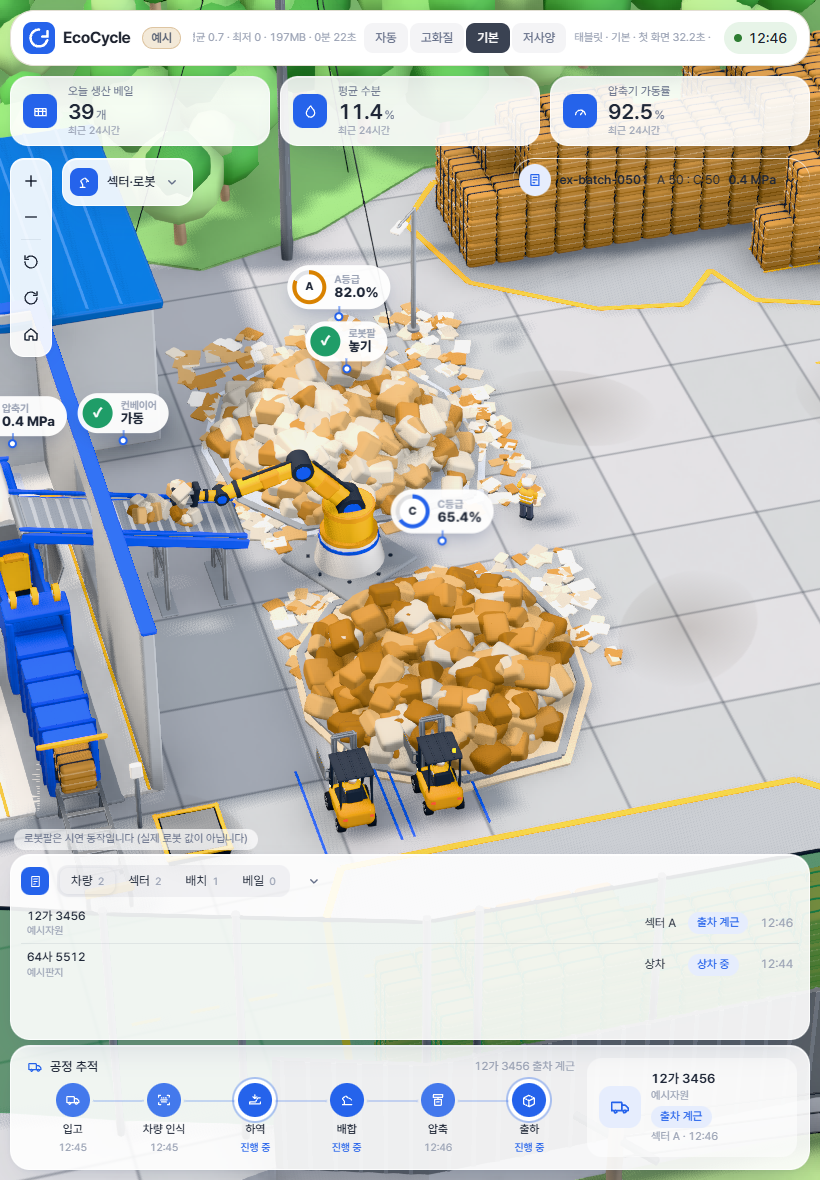 EcoCycle
예시
균 0.7 · 최저 0 · 197MB · 0분 22초
자동
고화질
기본
저사양
태블릿 · 기본 · 첫 화면 32.2초 ·
12:46
오늘 생산 베일
39개
최근 24시간
평균 수분
11.4%
최근 24시간
압축기 가동률
92.5%
최근 24시간
섹터·로봇
ex-batch-0501 A 50 : C 50 0.4 MPa
A
A등급
82.0%
로봇팔
놓기
압축기
0.4 MPa
컨베이어
가동
C
C등급
65.4%
로봇팔은 시연 동작입니다 (실제 로봇 값이 아닙니다)
차량 2
섹터 2
배치 1
베일 0
12가 3456
예시자원
섹터 A
출차 계근
12:46
64사 5512
예시판지
상차
상차 중
12:44
공정 추적
12가 3456 출차 계근
입고
12:45
차량 인식
12:45
하역
진행 중
배합
진행 중
압축
12:46
출하
진행 중
12가 3456
예시자원
출차 계근
섹터 A · 12:46